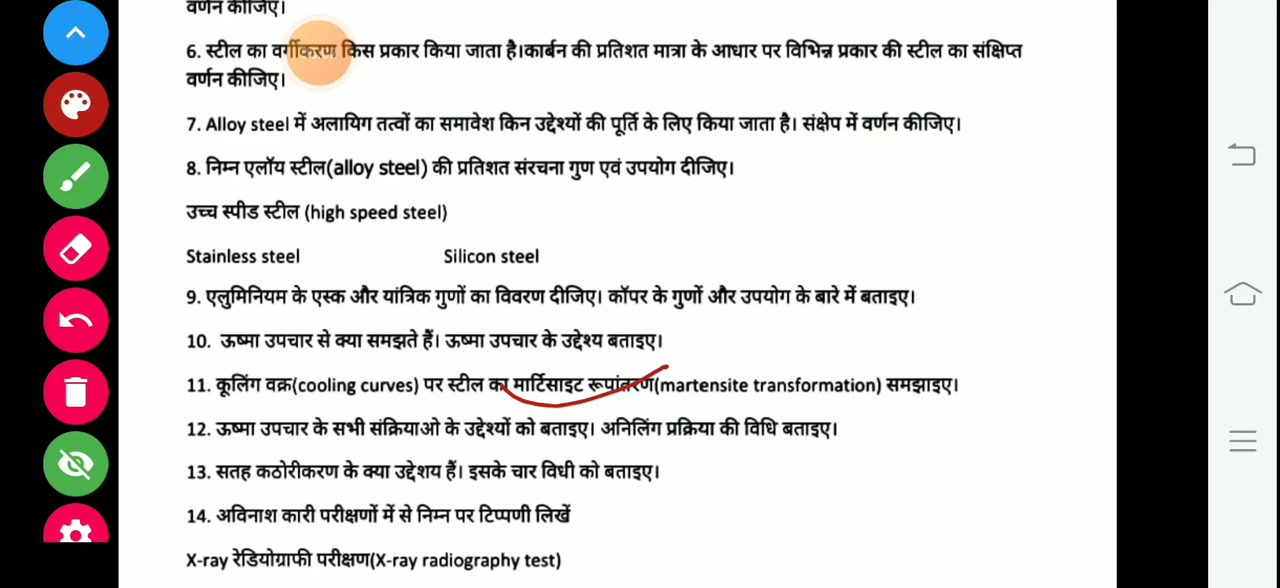 वर्णन कीजिए।
6. स्टील का वर्गीकरण किस प्रकार किया जाता है।कार्बन की प्रतिशत मात्रा के आधार पर विभिन्न प्रकार की स्टील का संक्षिप्त
वर्णन कीजिए।
7. Alloy steel में अलायिग तत्वों का समावेश किन उद्देश्यों की पूर्ति के लिए किया जाता है। संक्षेप में वर्णन कीजिए।
8. निम्न एलॉय स्टील(alloy steel) की प्रतिशत संरचना गुण एवं उपयोग दीजिए।
उच्च स्पीड स्टील (high speed steel)
Stainless steel Silicon steel
9. एलुमिनियम के एस्क और यांत्रिक गुणों का विवरण दीजिए। कॉपर के गुणों और उपयोग के बारे में बताइए।
10. ऊष्मा उपचार से क्या समझते हैं। ऊष्मा उपचार के उद्देश्य बताइए।
11. कूलिंग वक्र(cooling curves) पर स्टील का मार्टिसाइट रूपांतरण(martensite transformation) समझाइए।
12. ऊष्मा उपचार के सभी संक्रियाओ के उद्देश्यों को बताइए। अनिलिंग प्रक्रिया की विधि बताइए।
13. सतह कठोरीकरण के क्या उद्देशय हैं। इसके चार विधी को बताइए।
14. अविनाश कारी परीक्षणों में से निम्न पर टिप्पणी लिखें
X-ray रेडियोग्राफी परीक्षण(X-ray radiography test)